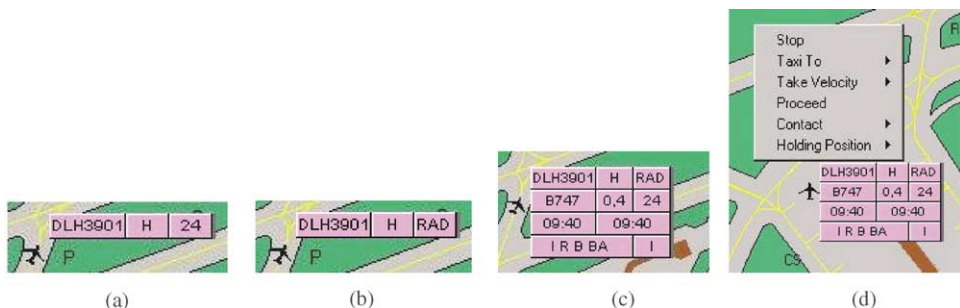 DLH3901 H 24
P
(a)
DLH3901 H RAD
P
(b)
DLH3901 H RAD
B747 0,4 24
09:40 09:40
I R B BA I
(c)
R
Stop
Taxi To
Take Velocity
Proceed
Contact
Holding Position
DLH3901 H RAD
B747 0,4 24
09:40 09:40
I R B BA I
CS
(d)